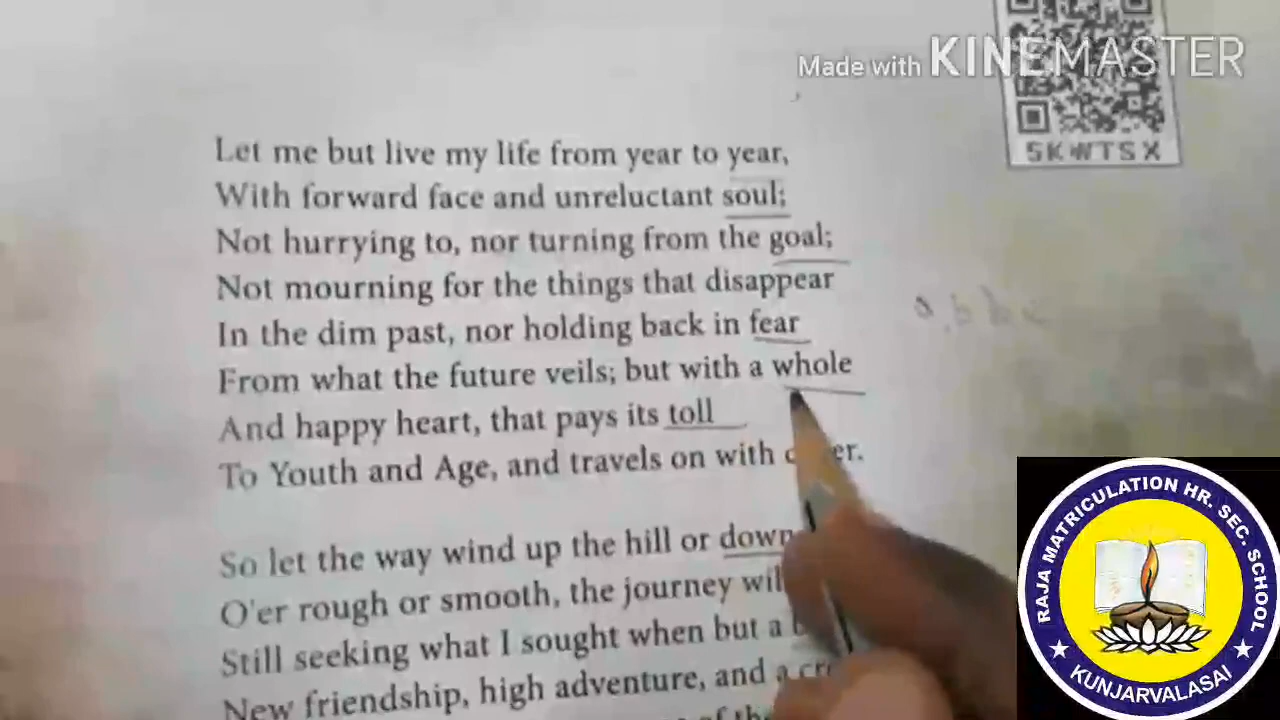 Made with KINEMASTER
5KWTSX
Let me but live my life from year to year,
With forward face and unreluctant soul;
Not hurrying to, nor turning from the goal;
Not mourning for the things that disappear
In the dim past, nor holding back in fear
From what the future veils; but with a whole
And happy heart, that pays its toll
To Youth and Age, and travels on with
So let the way wind up the hill or down
O'er rough or smooth, the journey
Still seeking what I sought when but a
New friendship, high adventure, and a
of
RAJA MATRICULATION HR. SEC. SCHOOL
KUNJARVALASAI